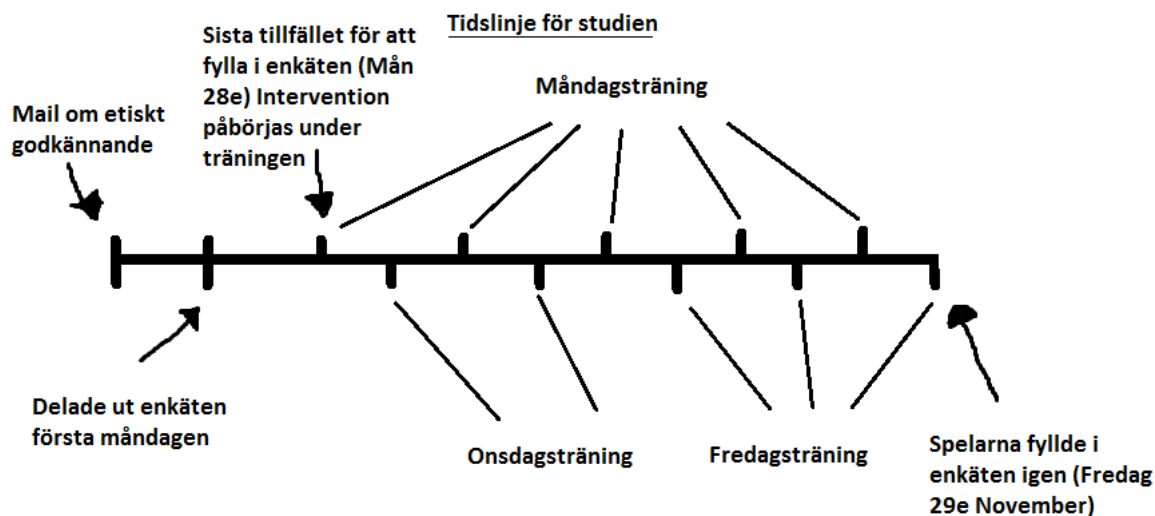 Tidslinje för studien
Mail om etiskt
godkännande
Sista tillfället för att
fylla i enkäten (Mån
28e) Intervention
påbörjas under
träningen
Måndagsträning
Delade ut enkäten
första måndagen
Onsdagsträning
Fredagsträning
Spelarna fyllde i
enkäten igen (Fredag
29e November)